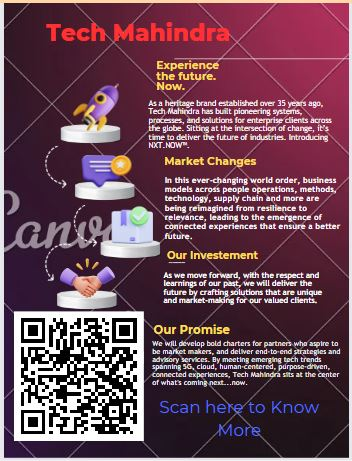 Tech Mahindra
Experience
the future.
Now.
As a heritage brand established over 35 years ago,
Tech Mahindra has built pioneering systems,
processes, and solutions for enterprise clients across
the globe. Sitting at the intersection of change, it's
time to deliver the future of industries. Introducing
NXT.NOW™.
Market Changes
In this ever-changing world order, business
models across people operations, methods,
technology, supply chain and more are
being reimagined from resilience to
relevance, leading to the emergence of
connected experiences that ensure a better
future.
Canva
Our Investement
As we move forward, with the respect and
learnings of our past, we will deliver the
future by crafting solutions that are unique
and market-making for our valued clients.
Our Promise
We will develop bold charters for partners who aspire to
be market makers, and deliver end-to-end strategies and
advisory services. By meeting emerging tech trends
spanning 5G, cloud, human-centered, purpose-driven,
connected experiences, Tech Mahindra sits at the center
of what's coming next...now.
Scan here to Know
More